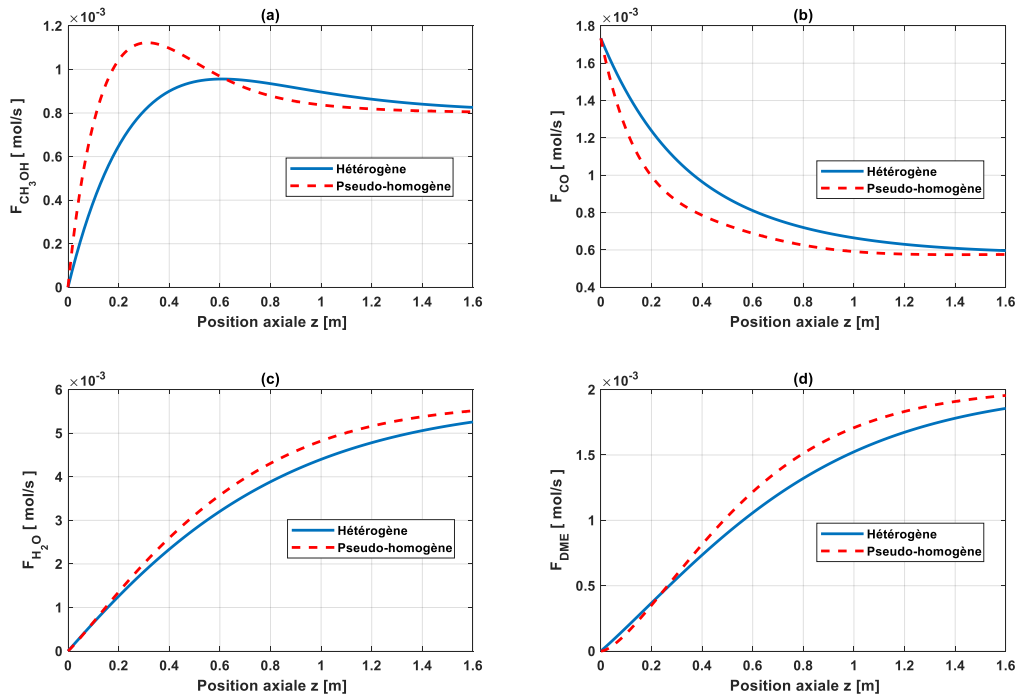 (a)
×10-3
1.2
1
0.8
0.6
0.4
0.2
0
FCH3OH [ mol/s ]
Hétérogène
Pseudo-homogène
0 0.2 0.4 0.6 0.8 1 1.2 1.4 1.6
Position axiale z [m]
(b)
×10-3
1.8
1.6
1.4
1.2
1
0.8
0.6
0.4
FCO [ mol/s ]
Hétérogène
Pseudo-homogène
0 0.2 0.4 0.6 0.8 1 1.2 1.4 1.6
Position axiale z [m]
(c)
×10-3
6
5
4
3
2
1
0
FH2O [ mol/s ]
Hétérogène
Pseudo-homogène
0 0.2 0.4 0.6 0.8 1 1.2 1.4 1.6
Position axiale z [m]
(d)
×10-3
2
1.5
1
0.5
0
FDME [ mol/s ]
Hétérogène
Pseudo-homogène
0 0.2 0.4 0.6 0.8 1 1.2 1.4 1.6
Position axiale z [m]